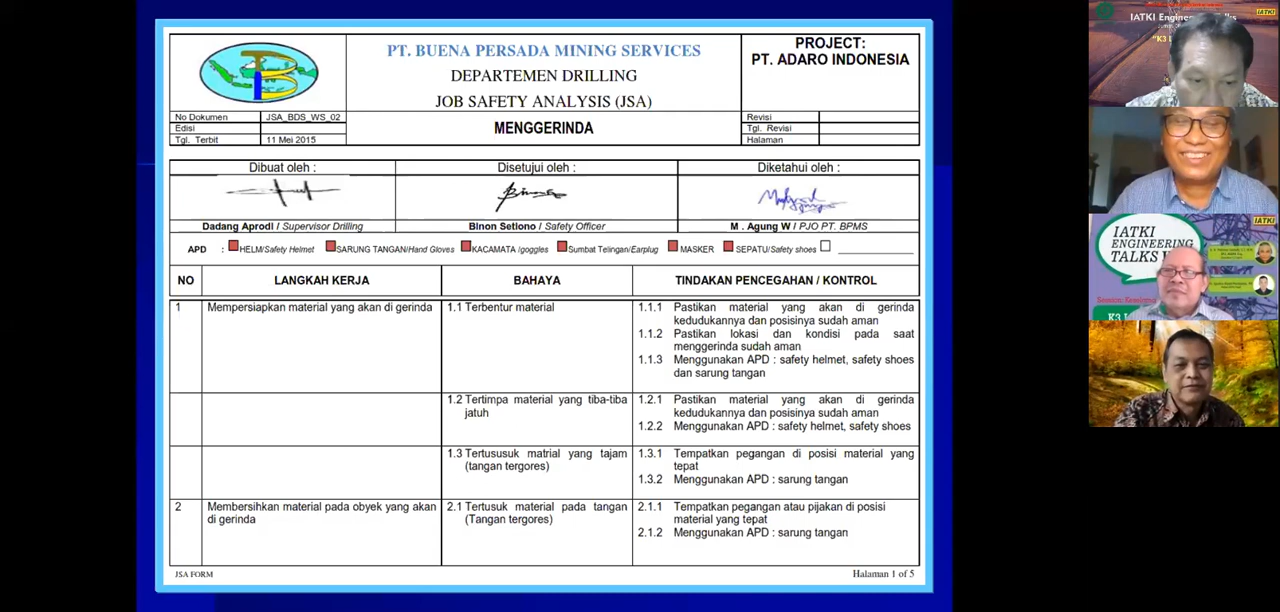 PT. BUENA PERSADA MINING SERVICES
DEPARTEMEN DRILLING
JOB SAFETY ANALYSIS (JSA)
PROJECT:
PT. ADARO INDONESIA
No Dokumen JSA_BDS_WS_02
Edisi
Tgl. Terbit 11 Mei 2015
MENGGERINDA
Revisi
Tgl. Revisi
Halaman
Dibuat oleh : Disetujui oleh : Diketahui oleh :
Dadang Aprodi / Supervisor Drilling BInon Setiono / Safety Officer M . Agung W / PJO PT. BPMS
APD : HELM/Safety Helmet SARUNG TANGAN/Hand Gloves KACAMATA /goggles Sumbat Telingan/Earplug MASKER SEPATU/Safety shoes
NO LANGKAH KERJA BAHAYA TINDAKAN PENCEGAHAN / KONTROL
1 Mempersiapkan material yang akan di gerinda
1.1 Terbentur material
1.1.1 Pastikan material yang akan di gerinda
kedudukannya dan posisinya sudah aman
1.1.2 Pastikan lokasi dan kondisi pada saat
menggerinda sudah aman
1.1.3 Menggunakan APD : safety helmet, safety shoes
dan sarung tangan
1.2 Tertimpa material yang tiba-tiba
jatuh
1.2.1 Pastikan material yang akan di gerinda
kedudukannya dan posisinya sudah aman
1.2.2 Menggunakan APD : safety helmet, safety shoes
1.3 Tertususuk matrial yang tajam
(tangan tergores)
1.3.1 Tempatkan pegangan di posisi material yang
tepat
1.3.2 Menggunakan APD : sarung tangan
2 Membersihkan material pada obyek yang akan
di gerinda
2.1 Tertusuk material pada tangan
(Tangan tergores)
2.1.1 Tempatkan pegangan atau pijakan di posisi
material yang tepat
2.1.2 Menggunakan APD : sarung tangan
JSA FORM
Halaman 1 of 5
IATKI
IATKI
IATKI
ENGINEERING
TALKS